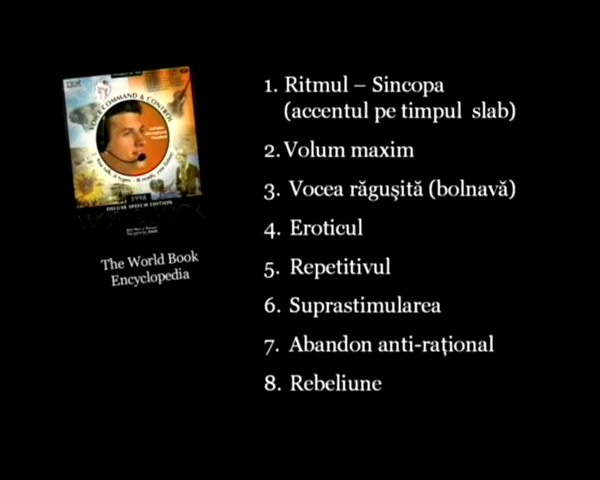 IBM
VOICE COMMAND & CONTROL
1998
DELUXE SPEECH EDITION
The World Book
Encyclopedia
1. Ritmul – Sincopa
(accentul pe timpul slab)
2. Volum maxim
3. Vocea răgușită (bolnavă)
4. Eroticul
5. Repetitivul
6. Suprastimularea
7. Abandon anti-rațional
8. Rebeliune